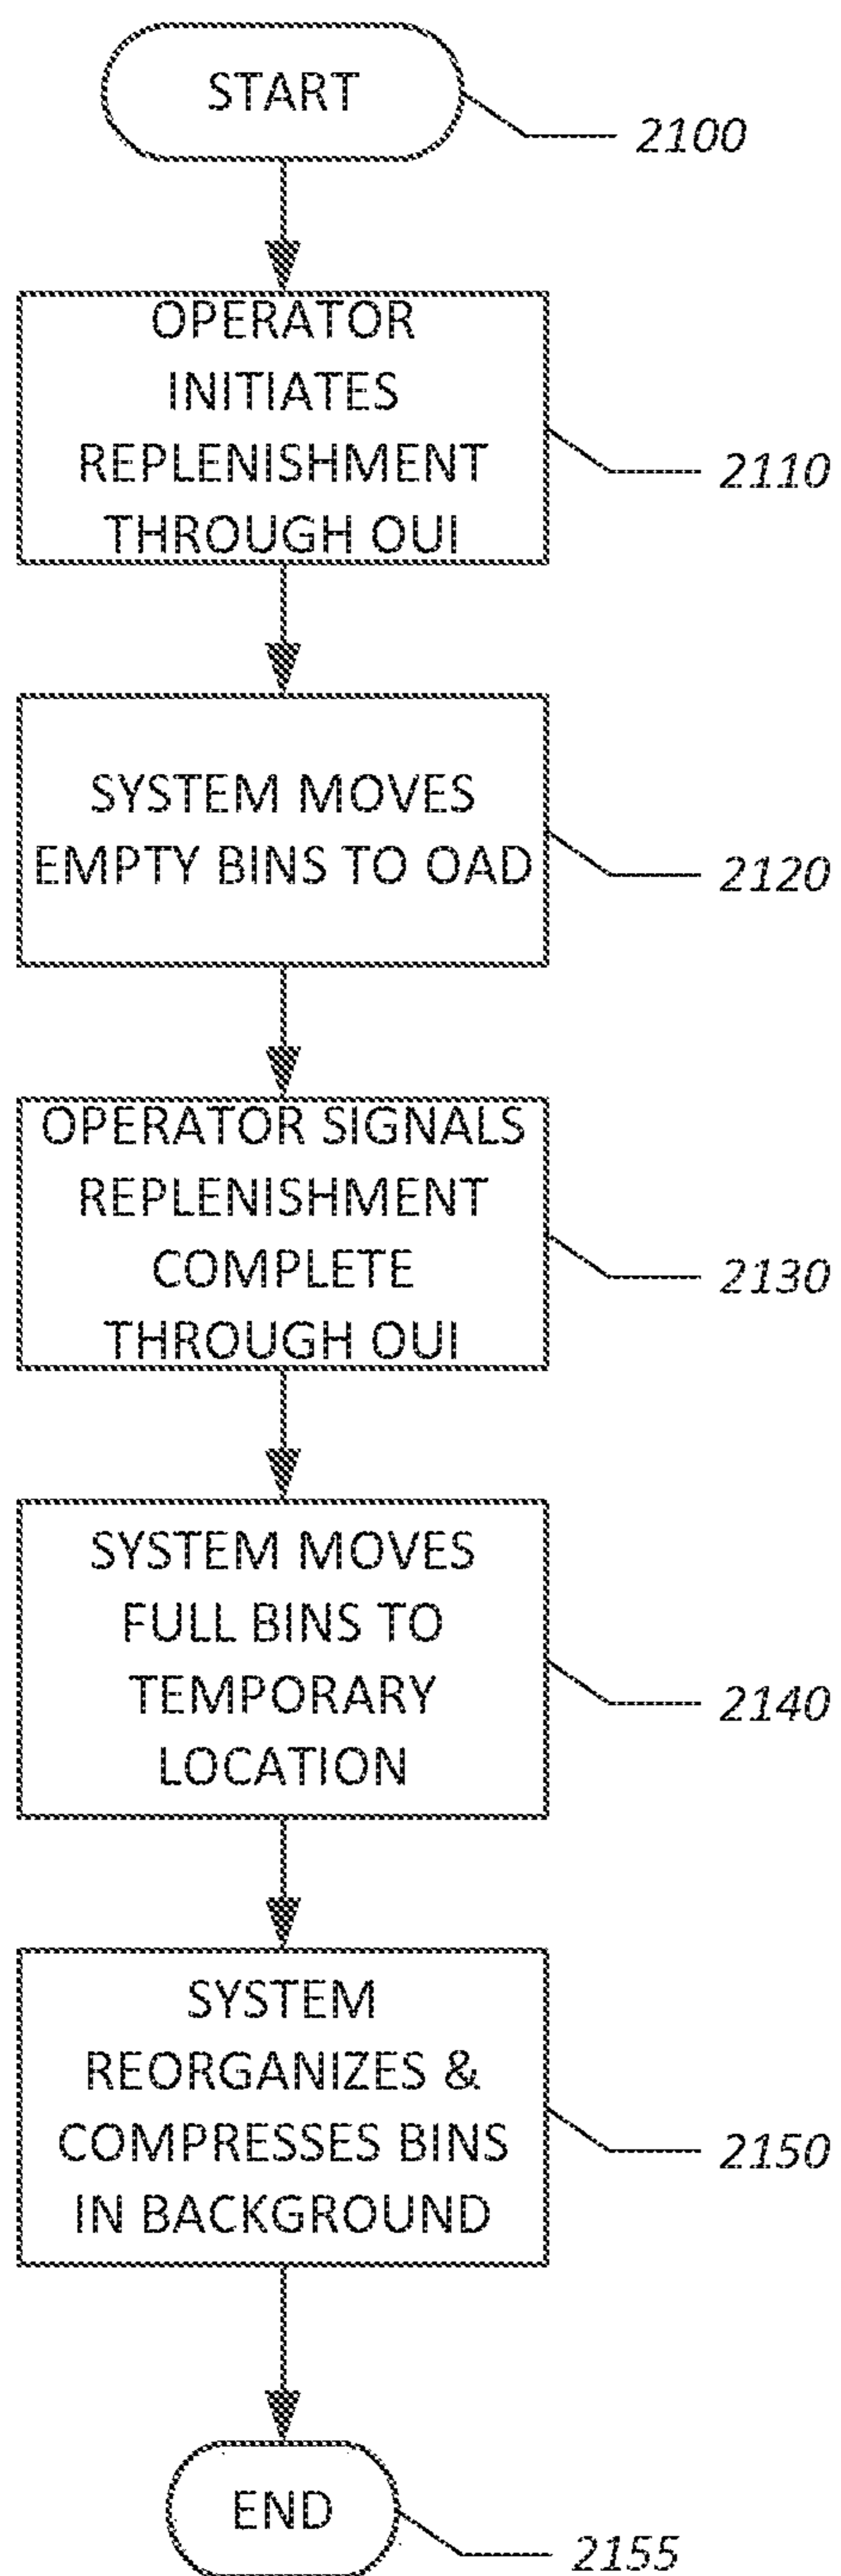 START
2100
OPERATOR
INITIATES
REPLENISHMENT
THROUGH OUI
2110
SYSTEM MOVES
EMPTY BINS TO OAD
2120
OPERATOR SIGNALS
REPLENISHMENT
COMPLETE
THROUGH OUI
2130
SYSTEM MOVES
FULL BINS TO
TEMPORARY
LOCATION
2140
SYSTEM
REORGANIZES &
COMPRESSES BINS
IN BACKGROUND
2150
END
2155